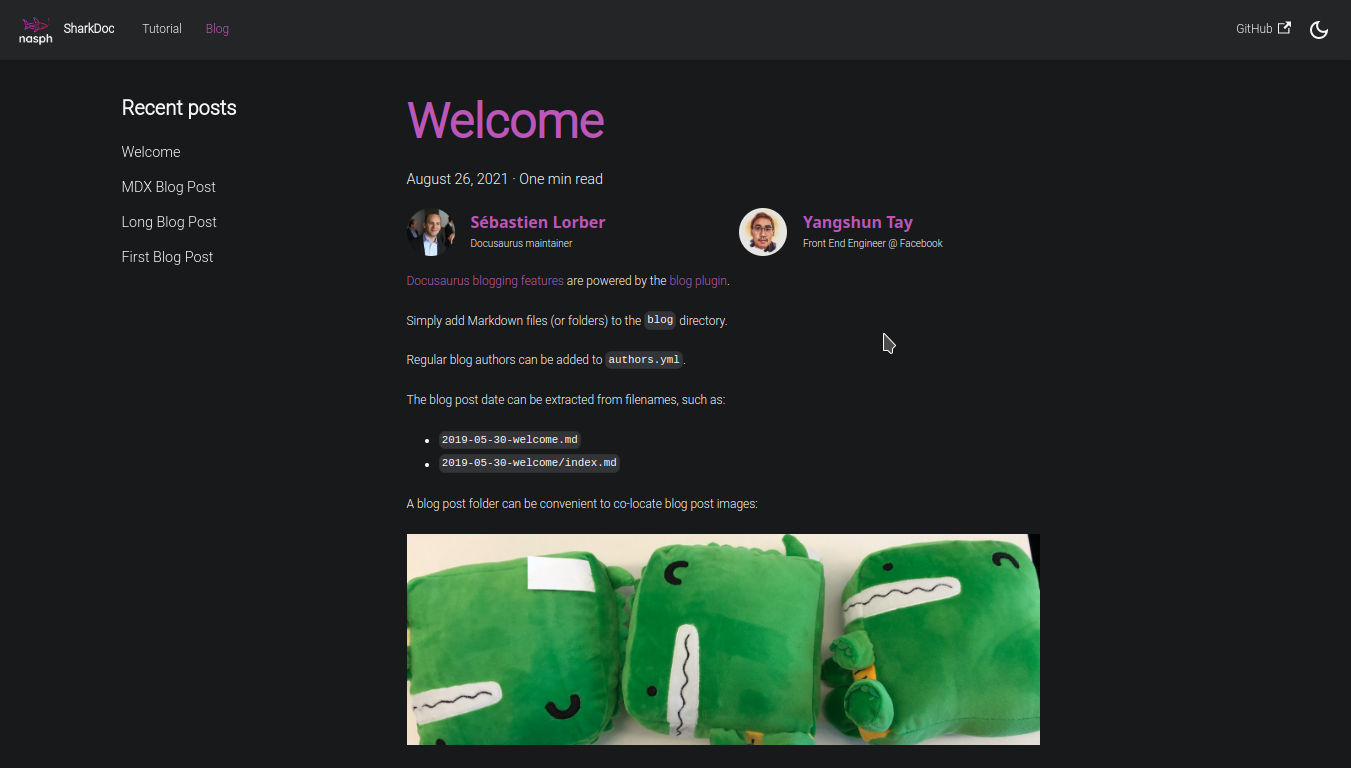 nasph
SharkDoc
Tutorial
Blog
GitHub
Recent posts
Welcome
MDX Blog Post
Long Blog Post
First Blog Post
Welcome
August 26, 2021 · One min read
Sébastien Lorber
Docusaurus maintainer
Yangshun Tay
Front End Engineer @ Facebook
Docusaurus blogging features are powered by the blog plugin.
Simply add Markdown files (or folders) to the blog directory.
Regular blog authors can be added to authors.yml.
The blog post date can be extracted from filenames, such as:
2019-05-30-welcome.md
2019-05-30-welcome/index.md
A blog post folder can be convenient to co-locate blog post images: